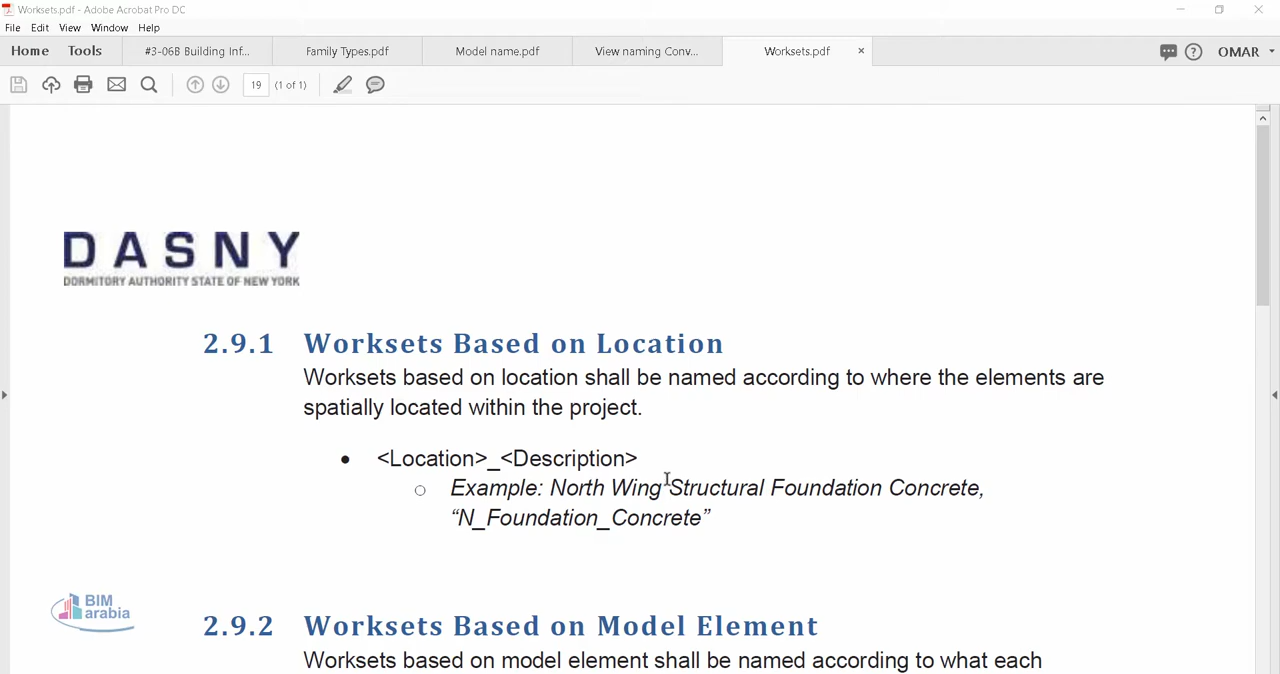 Worksets.pdf - Adobe Acrobat Pro DC
File Edit View Window Help
Home Tools #3-06B Building Inf... Family Types.pdf Model name.pdf View naming Conv... Worksets.pdf × OMAR
19 (1 of 1)
DASNY
DORMITORY AUTHORITY STATE OF NEW YORK
2.9.1 Worksets Based on Location
Worksets based on location shall be named according to where the elements are
spatially located within the project.
• <Location>_<Description>
○ Example: North Wing Structural Foundation Concrete,
“N_Foundation_Concrete”
BIM
arabia
2.9.2 Worksets Based on Model Element
Worksets based on model element shall be named according to what each